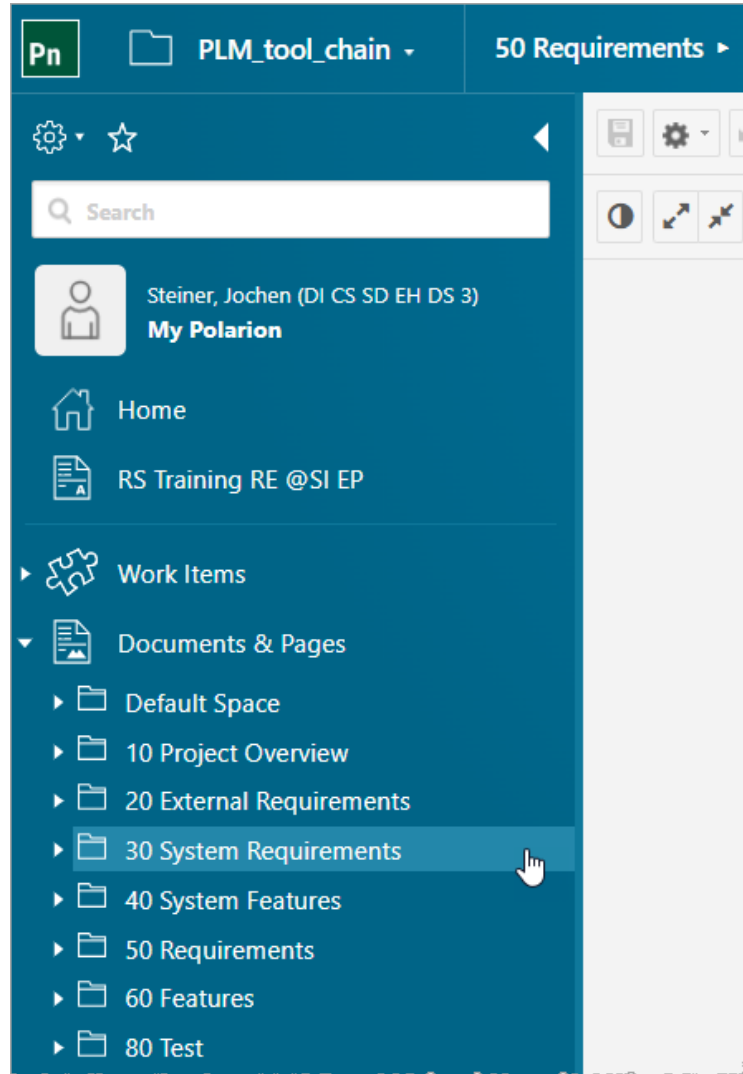 Pn PLM_tool_chain 50 Requirements
Search
Steiner, Jochen (DI CS SD EH DS 3)
My Polarion
Home
A RS Training RE @SI EP
Work Items
Documents & Pages
Default Space
10 Project Overview
20 External Requirements
30 System Requirements
40 System Features
50 Requirements
60 Features
80 Test